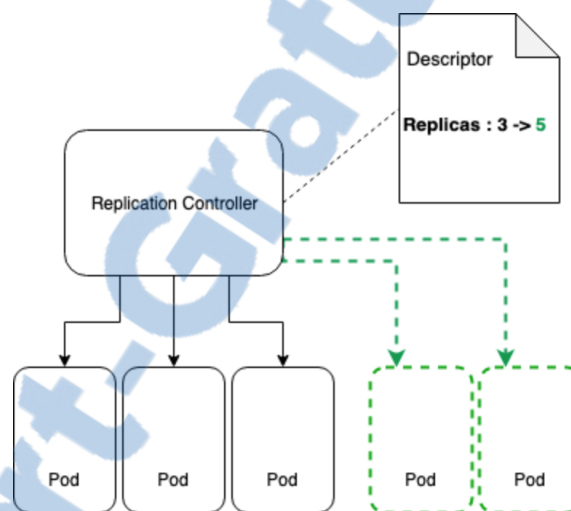 Descriptor
Replicas : 3 -> 5
Replication Controller
Pod
Pod
Pod
Pod
Pod